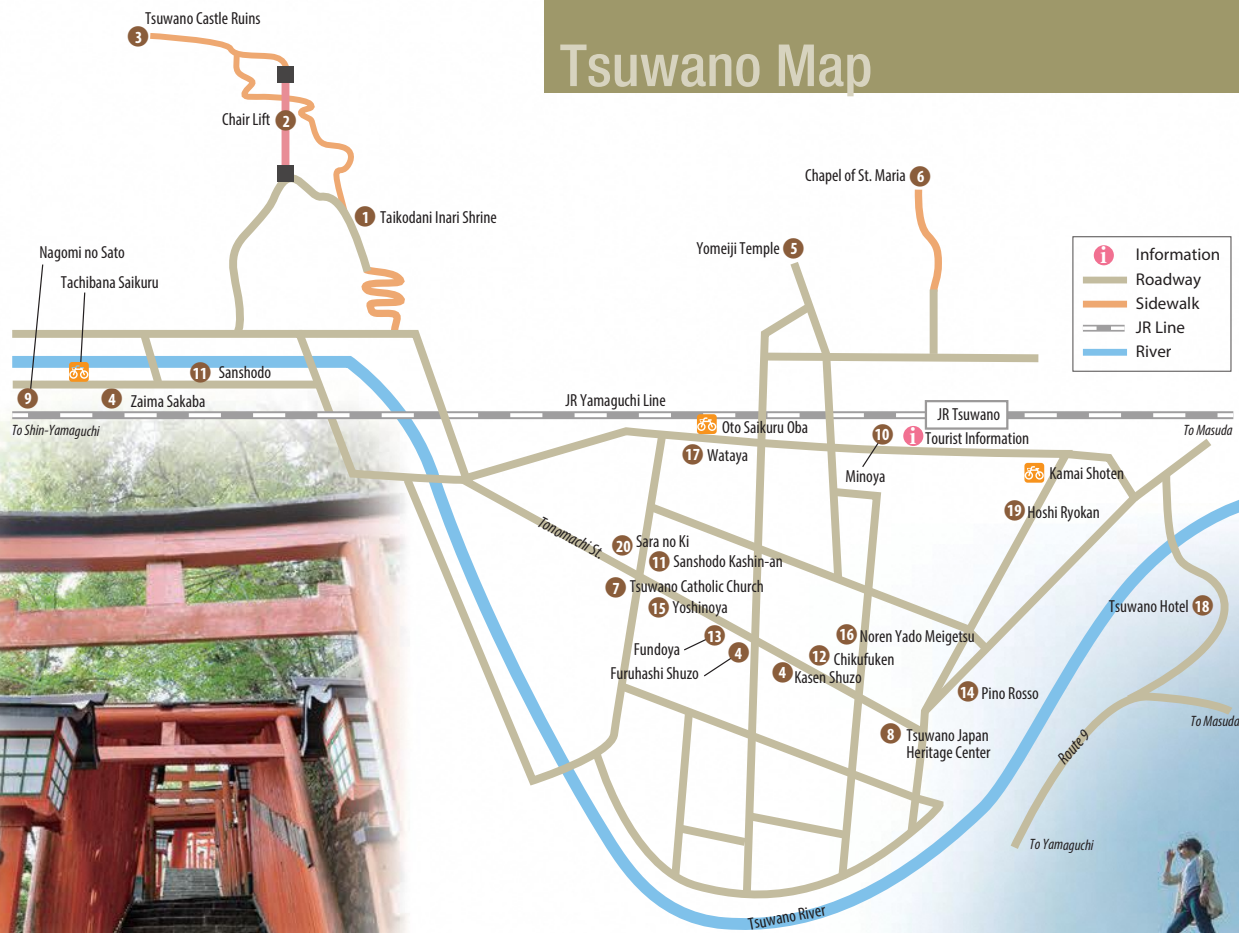 Tsuwano Map
Tsuwano Castle Ruins
3
Chair Lift 2
1 Taikodani Inari Shrine
Chapel of St. Maria 6
Yomeiji Temple 5
i Information
Roadway
Sidewalk
JR Line
River
Nagomi no Sato
Tachibana Saikuru
11 Sanshodo
9
4 Zaima Sakaba
JR Yamaguchi Line
JR Tsuwano
To Shin-Yamaguchi
To Masuda
Oto Saikuru Oba
10
i Tourist Information
17 Wataya
Minoya
Kamai Shoten
19 Hoshi Ryokan
Tonomachi St.
20 Sara no Ki
11 Sanshodo Kashin-an
7 Tsuwano Catholic Church
15 Yoshinoya
Tsuwano Hotel 18
13
Fundoya
16 Noren Yado Meigetsu
4
Furuhashi Shuzo
12 Chikufuken
4 Kasen Shuzo
14 Pino Rosso
8 Tsuwano Japan
Heritage Center
To Masuda
Route 9
To Yamaguchi
Tsuwano River